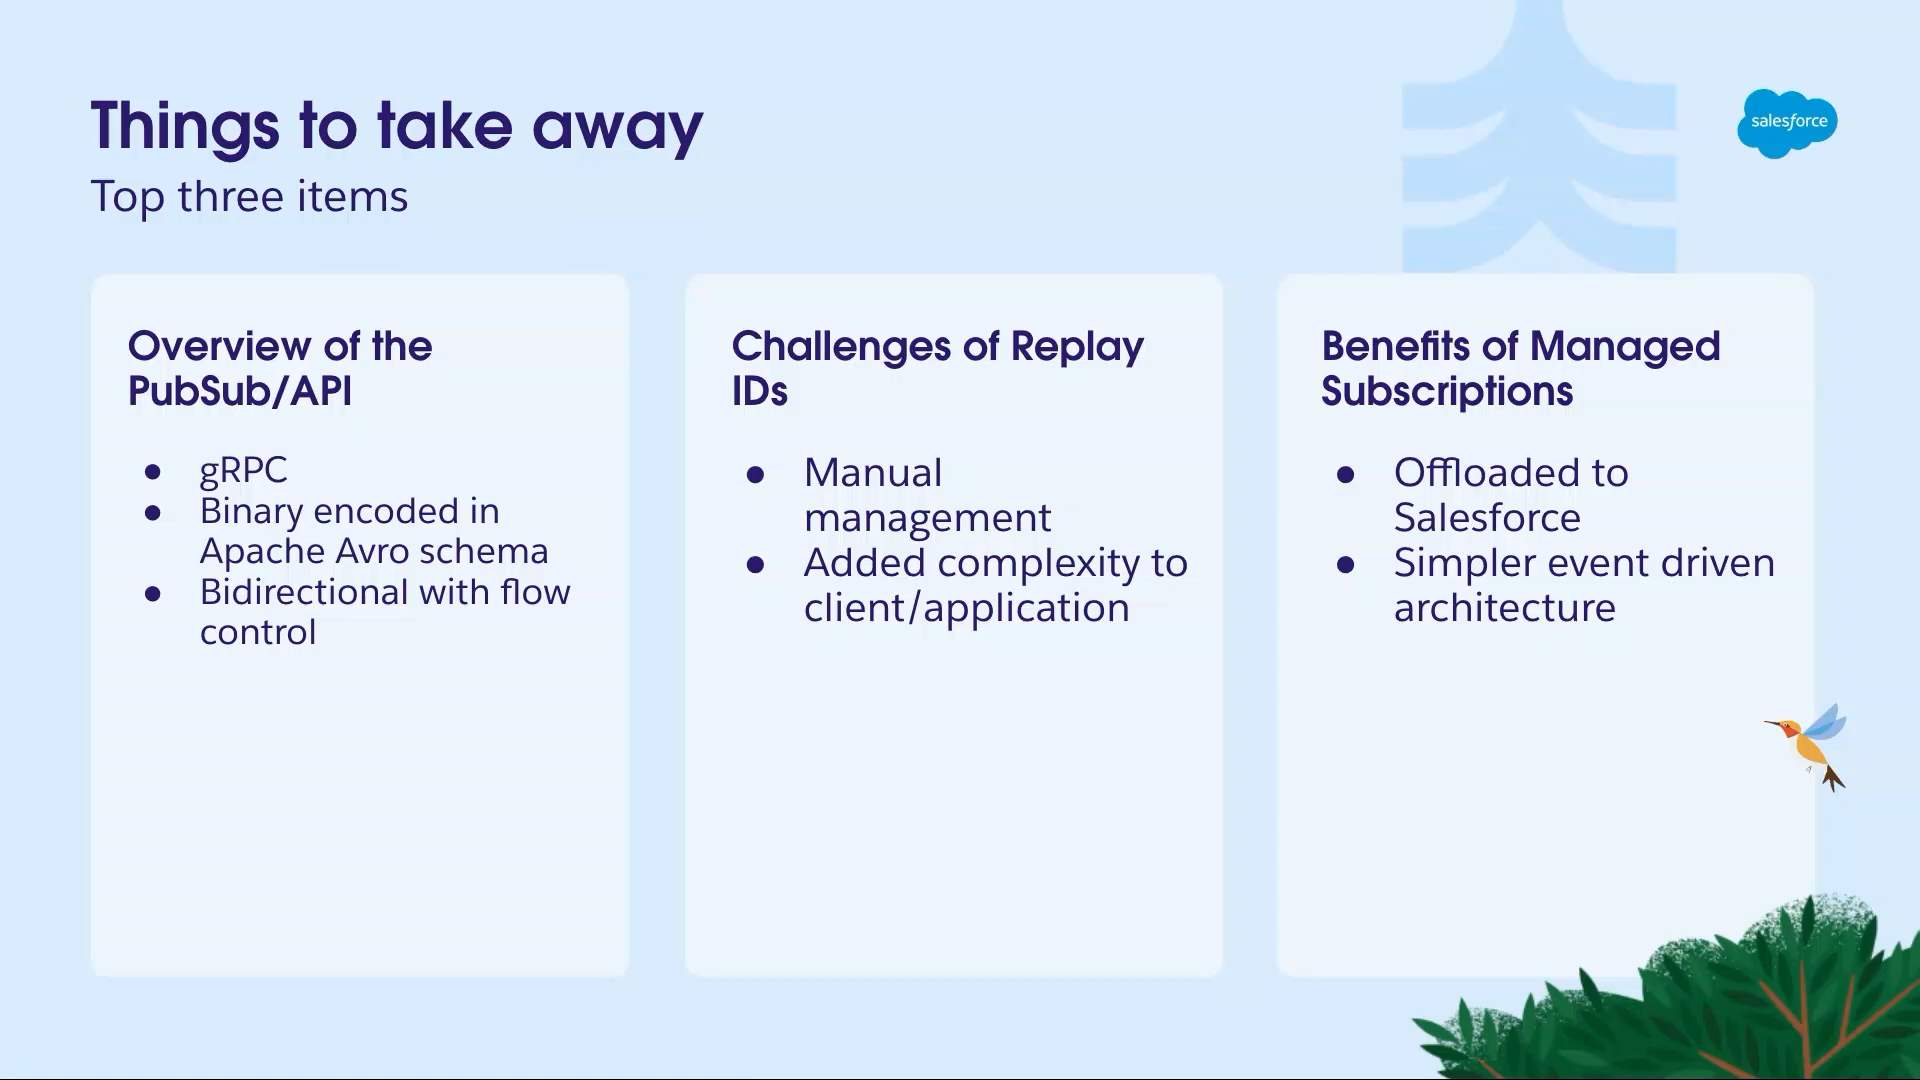 Things to take away
Top three items
salesforce
Overview of the
PubSub/API
● gRPC
● Binary encoded in
Apache Avro schema
● Bidirectional with flow
control
Challenges of Replay
IDs
● Manual
management
● Added complexity to
client/application
Benefits of Managed
Subscriptions
● Offloaded to
Salesforce
● Simpler event driven
architecture